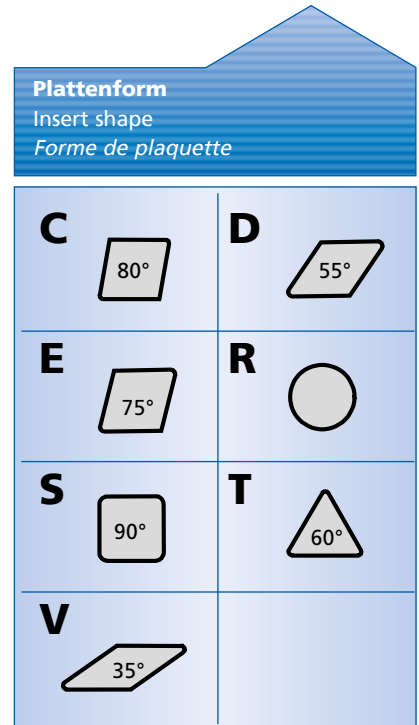 Plattenform
Insert shape
Forme de plaquette
C
80°
D
55°
E
75°
R
S
90°
T
60°
V
35°